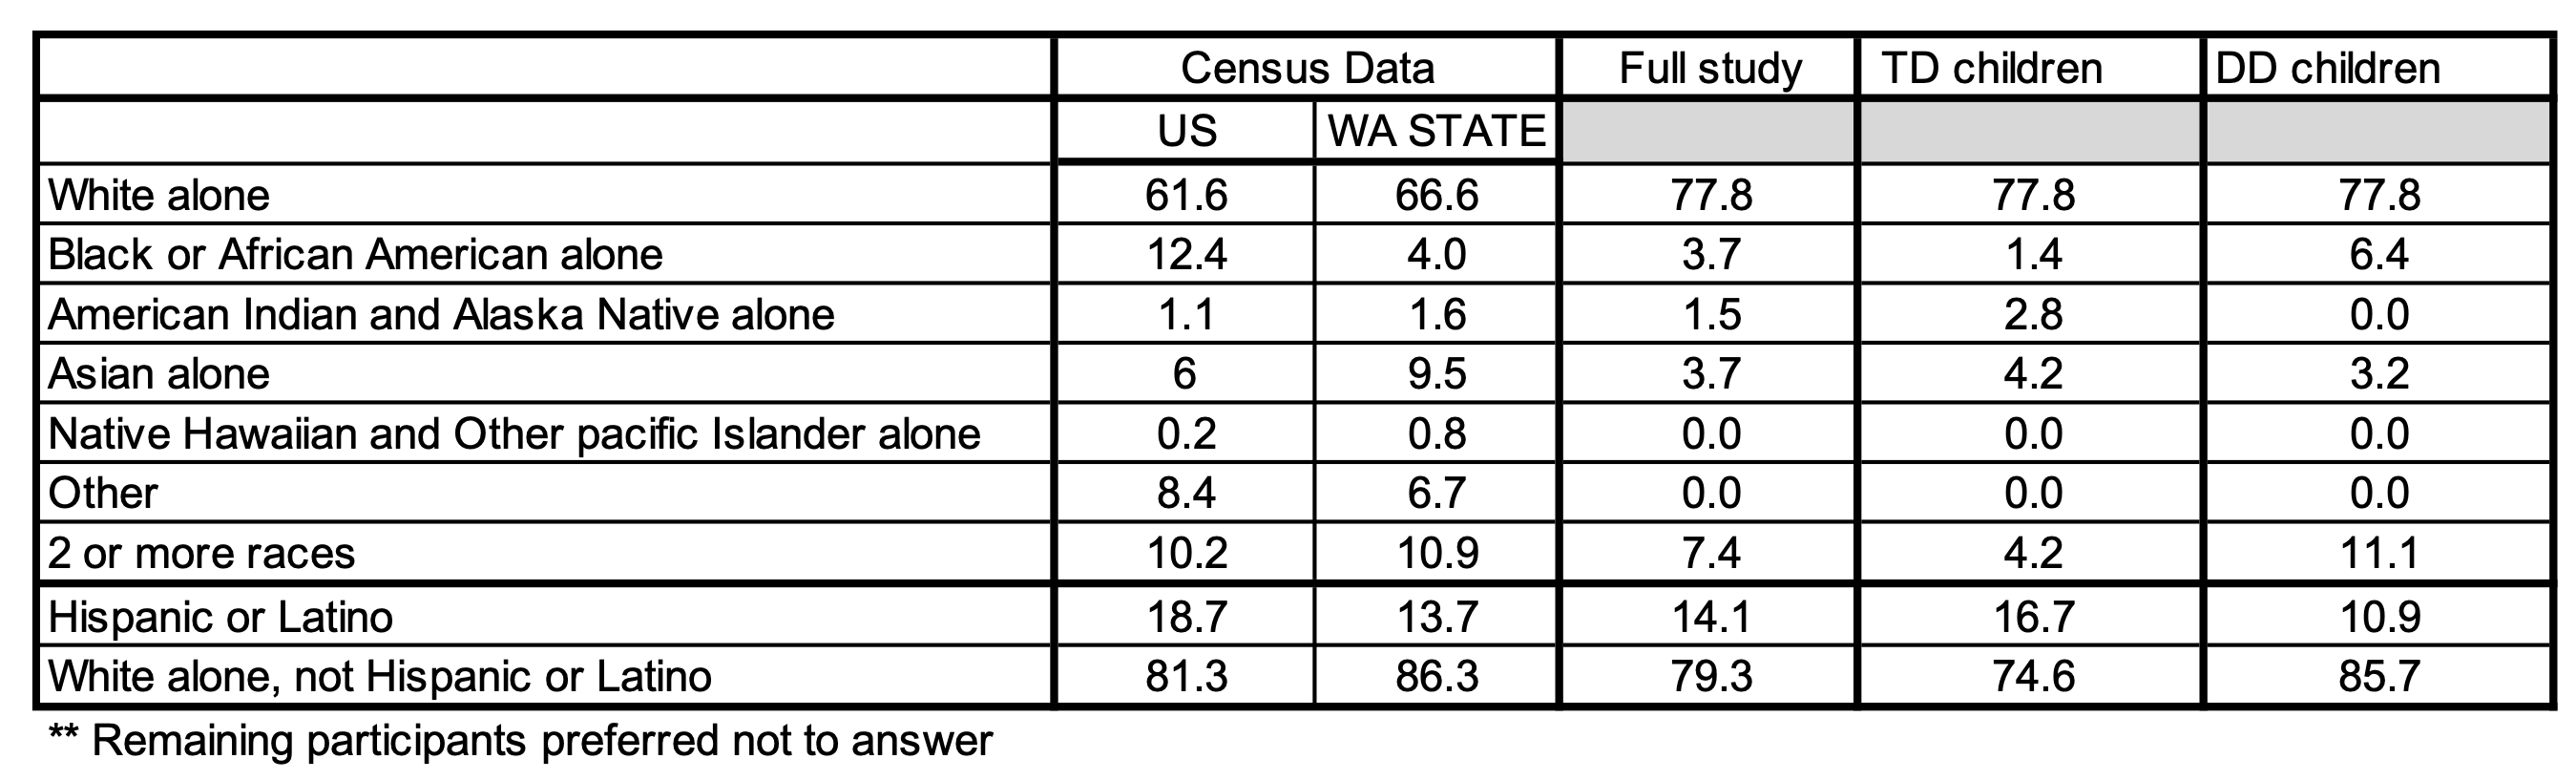 Census Data Full study TD children DD children
US WA STATE
White alone 61.6 66.6 77.8 77.8 77.8
Black or African American alone 12.4 4.0 3.7 1.4 6.4
American Indian and Alaska Native alone 1.1 1.6 1.5 2.8 0.0
Asian alone 6 9.5 3.7 4.2 3.2
Native Hawaiian and Other pacific Islander alone 0.2 0.8 0.0 0.0 0.0
Other 8.4 6.7 0.0 0.0 0.0
2 or more races 10.2 10.9 7.4 4.2 11.1
Hispanic or Latino 18.7 13.7 14.1 16.7 10.9
White alone, not Hispanic or Latino 81.3 86.3 79.3 74.6 85.7
** Remaining participants preferred not to answer